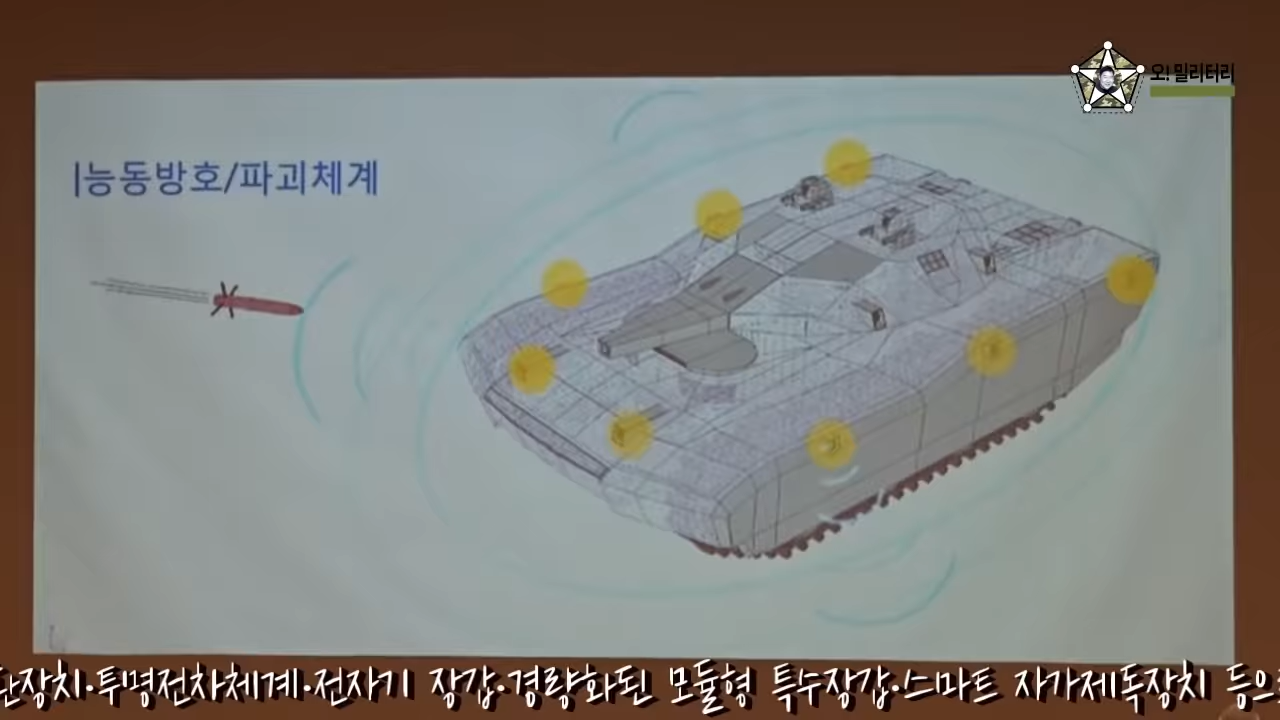 오! 밀리터리
|능동방호/파괴체계
단장치·투명전차체계·전자기 장갑·경량화된 모듈형 특수장갑·스마트 자가제독장치 등으